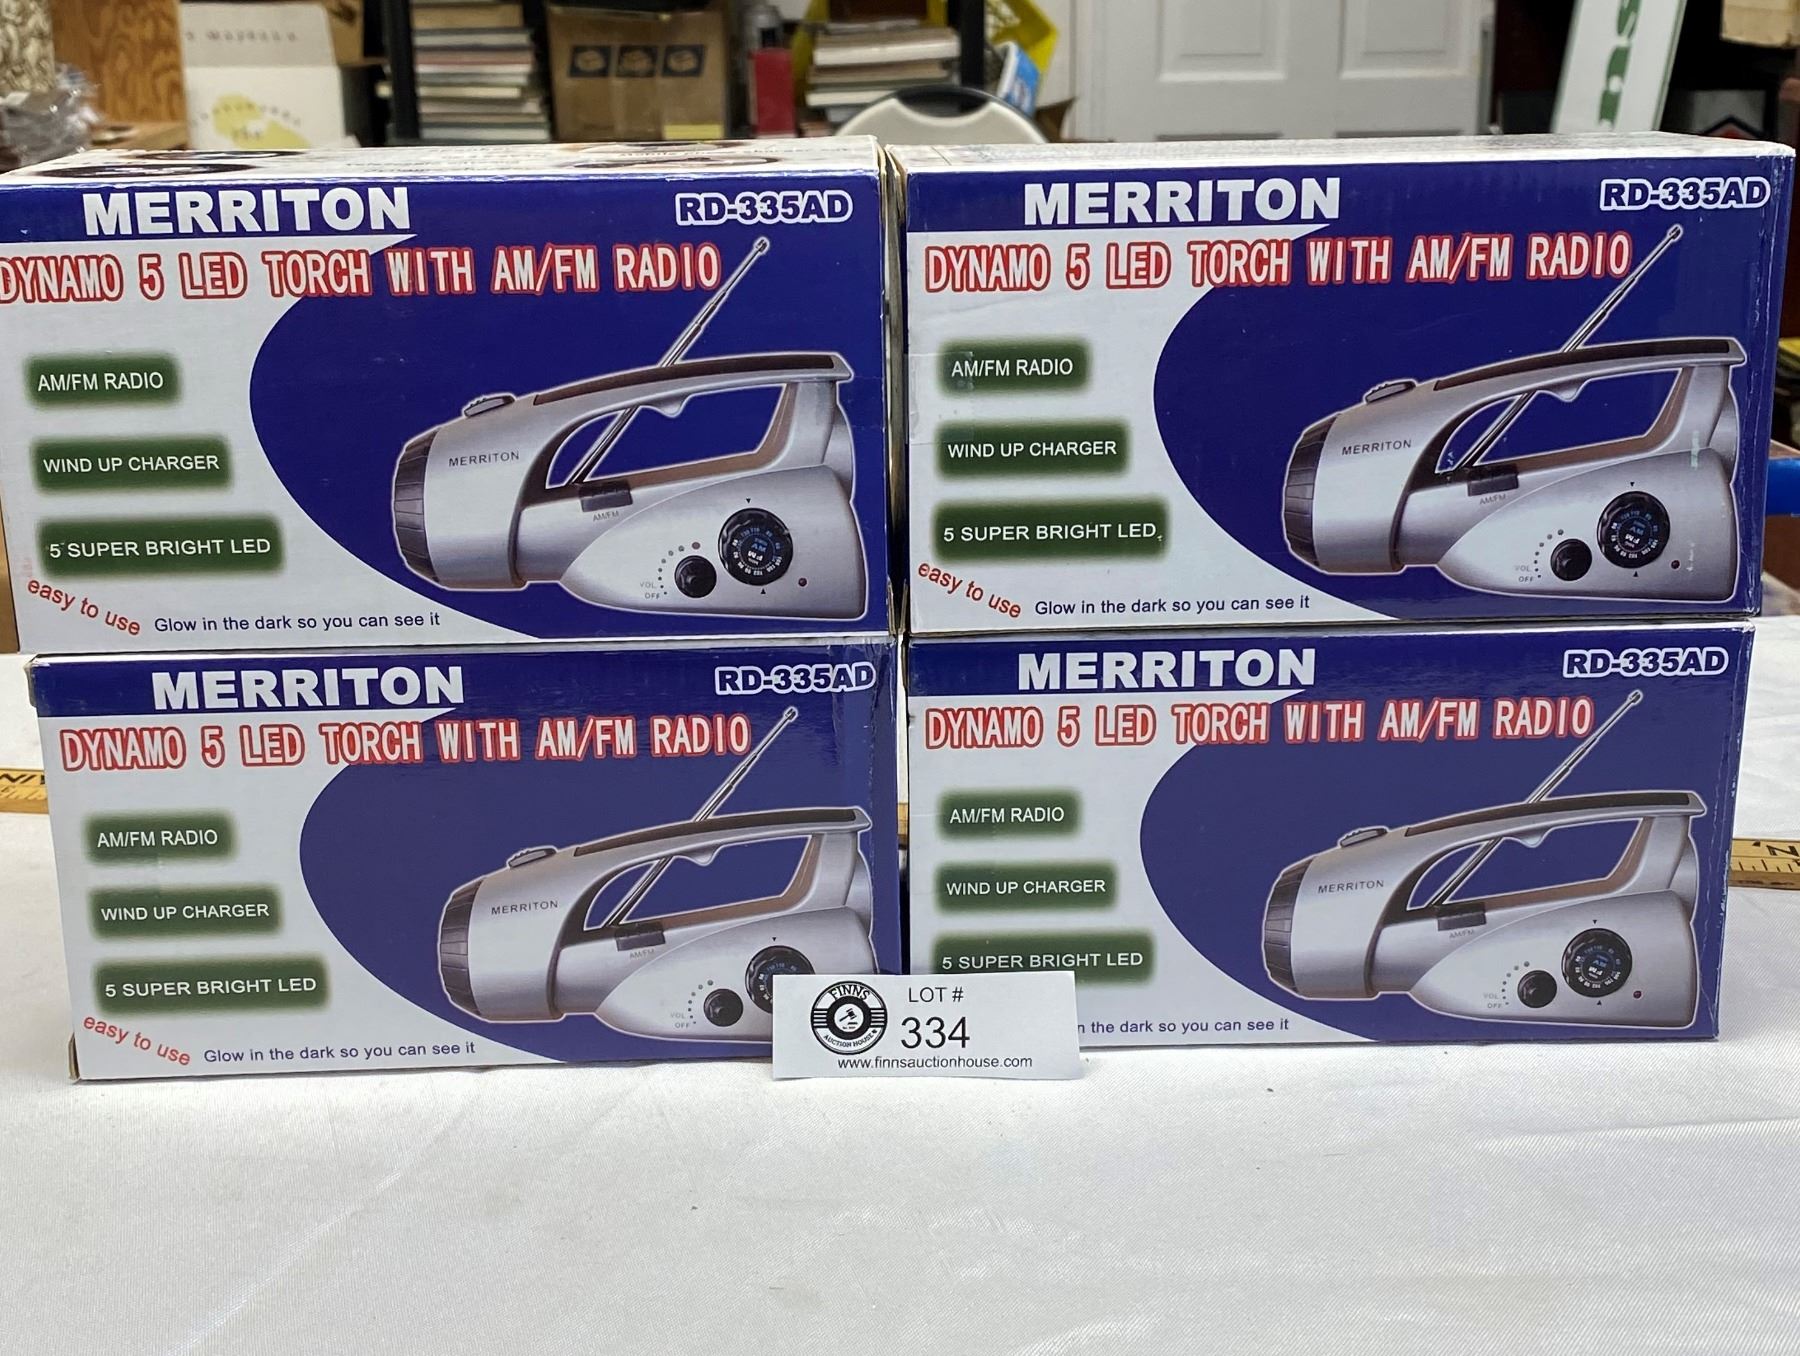 MERRITON
RD-335AD
DYNAMO 5 LED TORCH WITH AM/FM RADIO
AM/FM RADIO
WIND UP CHARGER
5 SUPER BRIGHT LED
easy to use
Glow in the dark so you can see it
MERRITON
AM/FM
VOL
OFF
MERRITON
RD-335AD
DYNAMO 5 LED TORCH WITH AM/FM RADIO
AM/FM RADIO
WIND UP CHARGER
5 SUPER BRIGHT LED
easy to use
Glow in the dark so you can see it
MERRITON
AM/FM
VOL
OFF
MERRITON
RD-335AD
DYNAMO 5 LED TORCH WITH AM/FM RADIO
AM/FM RADIO
WIND UP CHARGER
5 SUPER BRIGHT LED
easy to use
Glow in the dark so you can see it
MERRITON
AM/FM
VOL
OFF
MERRITON
RD-335AD
DYNAMO 5 LED TORCH WITH AM/FM RADIO
AM/FM RADIO
WIND UP CHARGER
5 SUPER BRIGHT LED
n the dark so you can see it
MERRITON
AM/FM
VOL
OFF
FINNS
AUCTION HOUSE
LOT #
334
www.finnsauctionhouse.com